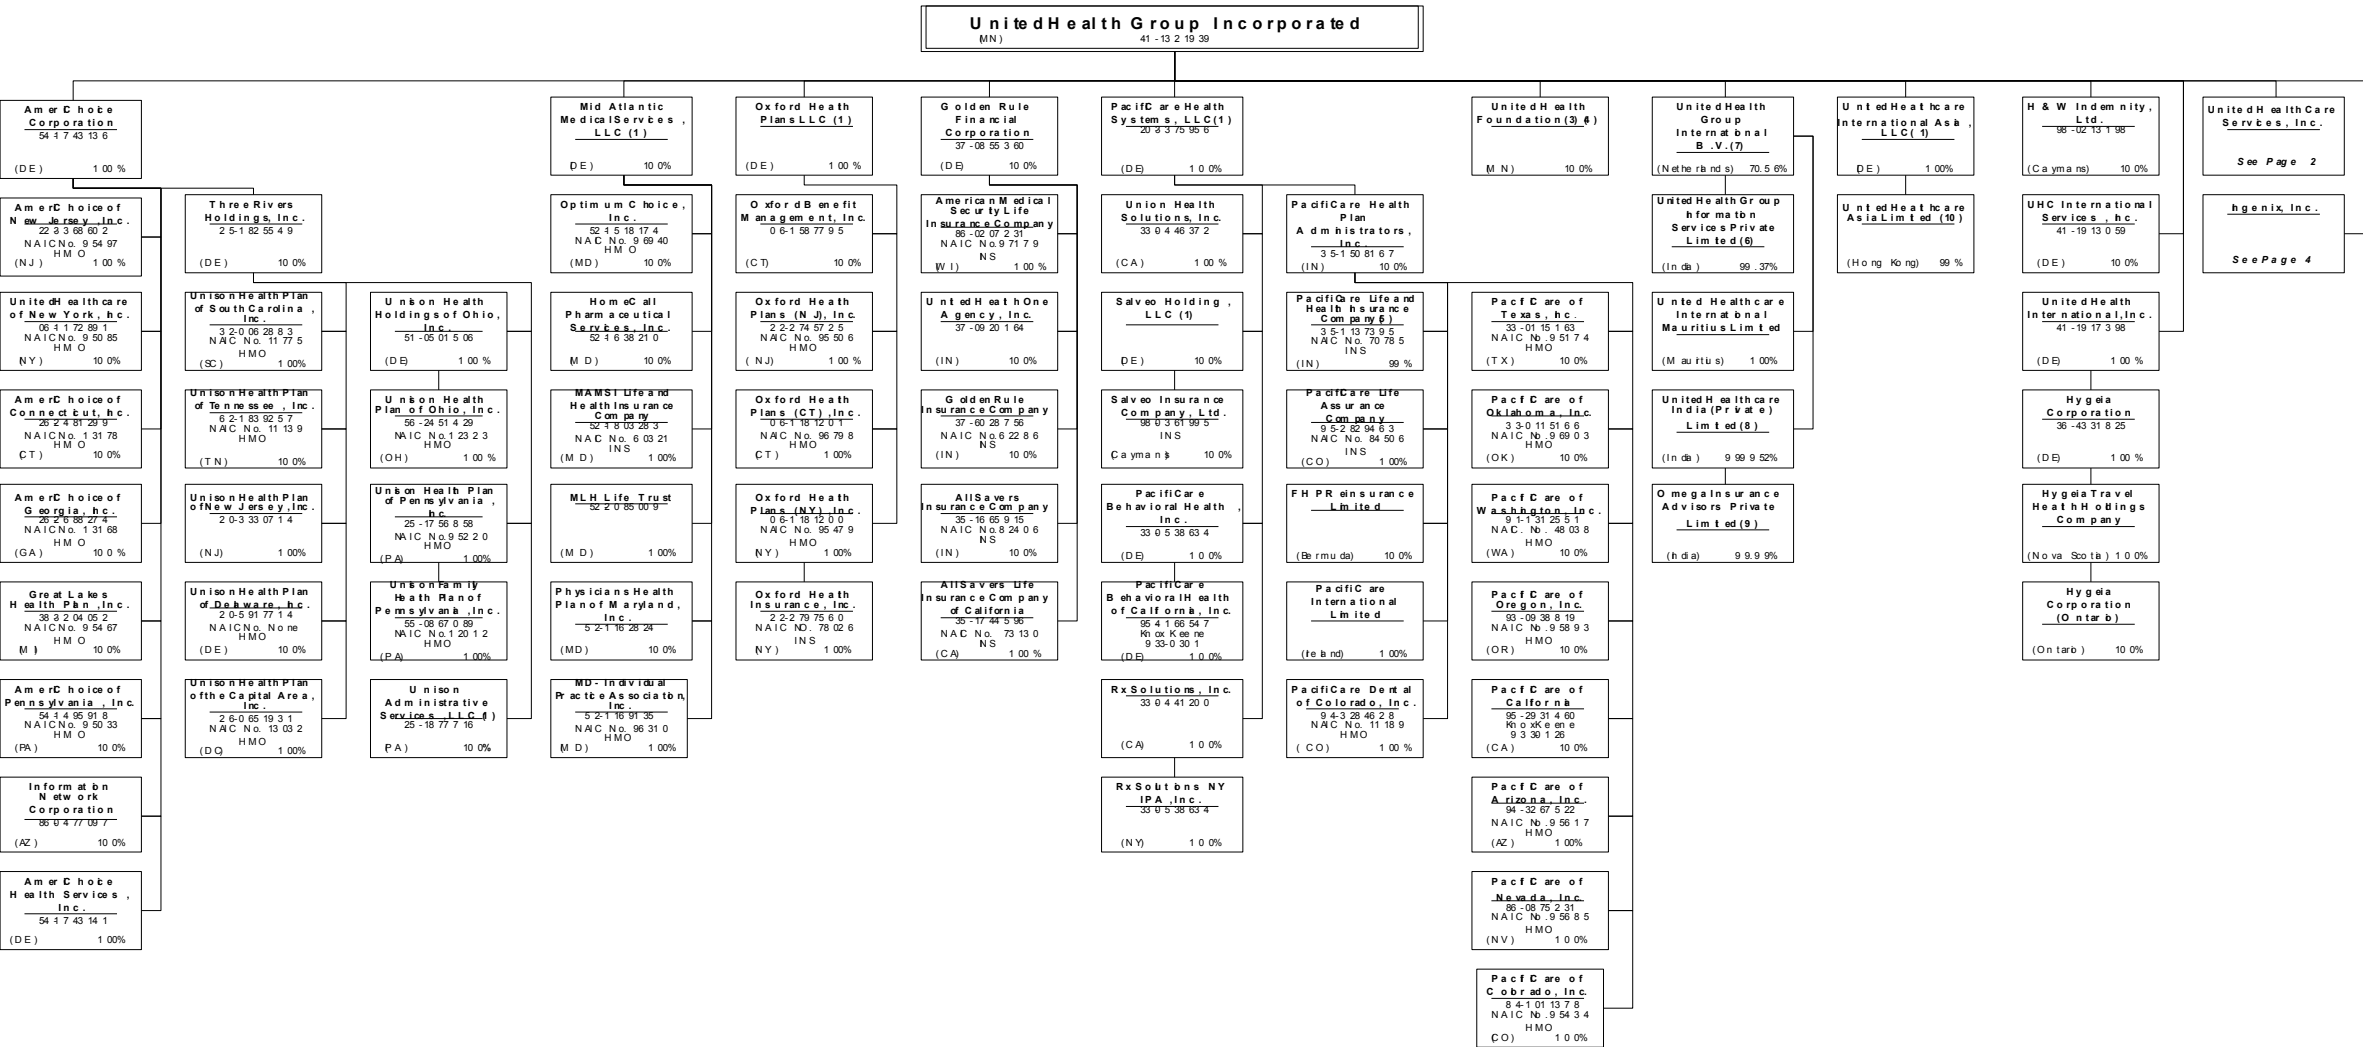 UnitedHealth Group Incorporated
(MN) 41-1321939
AmeriChoice
Corporation
54-1743136
(DE) 100%
AmeriChoice of
New Jersey, Inc.
22-3368602
NAIC No. 95497
HMO
(NJ) 100%
UnitedHealthcare
of New York, Inc.
06-1172891
NAIC No. 95085
HMO
(NY) 100%
AmeriChoice of
Connecticut, Inc.
26-2481299
NAIC No. 13178
HMO
(CT) 100%
AmeriChoice of
Georgia, Inc.
26-2688274
NAIC No. 13168
HMO
(GA) 100%
Great Lakes
Health Plan, Inc.
38-3204052
NAIC No. 95467
HMO
(MI) 100%
AmeriChoice of
Pennsylvania, Inc.
54-1495918
NAIC No. 95033
HMO
(PA) 100%
Information
Network
Corporation
86-0477097
(AZ) 100%
AmeriChoice
Health Services,
Inc.
54-1743141
(DE) 100%
Three Rivers
Holdings, Inc.
25-1825549
(DE) 100%
Unison Health Plan
of South Carolina,
Inc.
32-0062883
NAIC No. 11775
HMO
(SC) 100%
Unison Health Plan
of Tennessee, Inc.
62-1839257
NAIC No. 11139
HMO
(TN) 100%
Unison Health Plan
of New Jersey, Inc.
20-3330714
(NJ) 100%
Unison Health Plan
of Delaware, Inc.
20-5917714
NAIC No. None
HMO
(DE) 100%
Unison Health Plan
of the Capital Area,
Inc.
26-0651931
NAIC No. 13032
HMO
(DC) 100%
Unison Health
Holdings of Ohio,
Inc.
51-0501506
(DE) 100%
Unison Health
Plan of Ohio, Inc.
56-2451429
NAIC No. 12323
HMO
(OH) 100%
Unison Health Plan
of Pennsylvania,
Inc.
25-1756858
NAIC No. 95220
HMO
(PA) 100%
Unison Family
Health Plan of
Pennsylvania, Inc.
55-0867089
NAIC No. 12012
HMO
(PA) 100%
Unison
Administrative
Services, LLC (1)
25-1877716
(PA) 100%
Mid Atlantic
Medical Services,
LLC (1)
(DE) 100%
Optimum Choice,
Inc.
52-1518174
NAIC No. 96940
HMO
(MD) 100%
HomeCall
Pharmaceutical
Services, Inc.
52-1638210
(MD) 100%
MAMSI Life and
Health Insurance
Company
52-1803283
NAIC No. 60321
INS
(MD) 100%
MLH Life Trust
52-2085009
(MD) 100%
Physicians Health
Plan of Maryland,
Inc.
52-1162824
(MD) 100%
MD-Individual
Practice Association,
Inc.
52-1169135
NAIC No. 96310
HMO
(MD) 100%
Oxford Health
Plans LLC (1)
(DE) 100%
Oxford Benefit
Management, Inc.
06-1587795
(CT) 100%
Oxford Health
Plans (NJ), Inc.
22-2745725
NAIC No. 95506
HMO
(NJ) 100%
Oxford Health
Plans (CT), Inc.
06-1181201
NAIC No. 96798
HMO
(CT) 100%
Oxford Health
Plans (NY), Inc.
06-1181200
NAIC No. 95479
HMO
(NY) 100%
Oxford Health
Insurance, Inc.
22-2797560
NAIC NO. 78026
INS
(NY) 100%
Golden Rule
Financial
Corporation
37-0855360
(DE) 100%
American Medical
Security Life
Insurance Company
86-0207231
NAIC No. 97179
INS
(WI) 100%
UnitedHealthOne
Agency, Inc.
37-0920164
(IN) 100%
Golden Rule
Insurance Company
37-6028756
NAIC No. 62286
INS
(IN) 100%
All Savers
Insurance Company
35-1665915
NAIC No. 82406
INS
(IN) 100%
All Savers Life
Insurance Company
of California
35-1744596
NAIC No. 73130
INS
(CA) 100%
PacifiCare Health
Systems, LLC (1)
20-3375956
(DE) 100%
Union Health
Solutions, Inc.
33-0446372
(CA) 100%
Salveo Holding,
LLC (1)
(DE) 100%
Salveo Insurance
Company, Ltd.
98-0361995
INS
(Caymans) 100%
PacifiCare
Behavioral Health,
Inc.
33-0538634
(DE) 100%
PacifiCare
Behavioral Health
of California, Inc.
95-4166547
Knox Keene
933-0301
(DE) 100%
RxSolutions, Inc.
33-0441200
(CA) 100%
RxSolutions NY
IPA, Inc.
33-0538634
(NY) 100%
PacifiCare Health
Plan
Administrators,
Inc.
35-1508167
(IN) 100%
PacifiCare Life and
Health Insurance
Company (5)
35-1137395
NAIC No. 70785
INS
(IN) 99%
PacifiCare Life
Assurance
Company
95-2829463
NAIC No. 84506
INS
(CO) 100%
FHP Reinsurance
Limited
(Bermuda) 100%
PacifiCare
International
Limited
(Ireland) 100%
PacifiCare Dental
of Colorado, Inc.
94-3284628
NAIC No. 11189
HMO
(CO) 100%
PacifiCare of
Texas, Inc.
33-0115163
NAIC No. 95174
HMO
(TX) 100%
PacifiCare of
Oklahoma, Inc.
33-0115166
NAIC No. 96903
HMO
(OK) 100%
PacifiCare of
Washington, Inc.
91-1312551
NAIC. No. 48038
HMO
(WA) 100%
PacifiCare of
Oregon, Inc.
93-0938819
NAIC No. 95893
HMO
(OR) 100%
PacifiCare of
California
95-2931460
Knox Keene
9330126
(CA) 100%
PacifiCare of
Arizona, Inc.
94-3267522
NAIC No. 95617
HMO
(AZ) 100%
PacifiCare of
Nevada, Inc.
86-0875231
NAIC No. 95685
HMO
(NV) 100%
PacifiCare of
Colorado, Inc.
84-1011378
NAIC No. 95434
HMO
(CO) 100%
United Health
Foundation (3)(4)
(MN) 100%
UnitedHealth
Group
International
B.V. (7)
(Netherlands) 70.56%
UnitedHealth Group
Information
Services Private
Limited (6)
(India) 99.37%
United Healthcare
International
Mauritius Limited
(Mauritius) 100%
United Healthcare
India (Private)
Limited (8)
(India) 99.9952%
Omega Insurance
Advisors Private
Limited (9)
(India) 99.99%
UnitedHealthcare
International Asia,
LLC (1)
(DE) 100%
UnitedHealthcare
Asia Limited (10)
(Hong Kong) 99%
H & W Indemnity,
Ltd.
98-0213198
(Caymans) 100%
UHC International
Services, Inc.
41-1913059
(DE) 100%
UnitedHealth
International, Inc.
41-1917398
(DE) 100%
Hygeia
Corporation
36-4331825
(DE) 100%
Hygeia Travel
Health Holdings
Company
(Nova Scotia) 100%
Hygeia
Corporation
(Ontario)
(Ontario) 100%
United HealthCare
Services, Inc.
See Page 2
Ingenix, Inc.
See Page 4